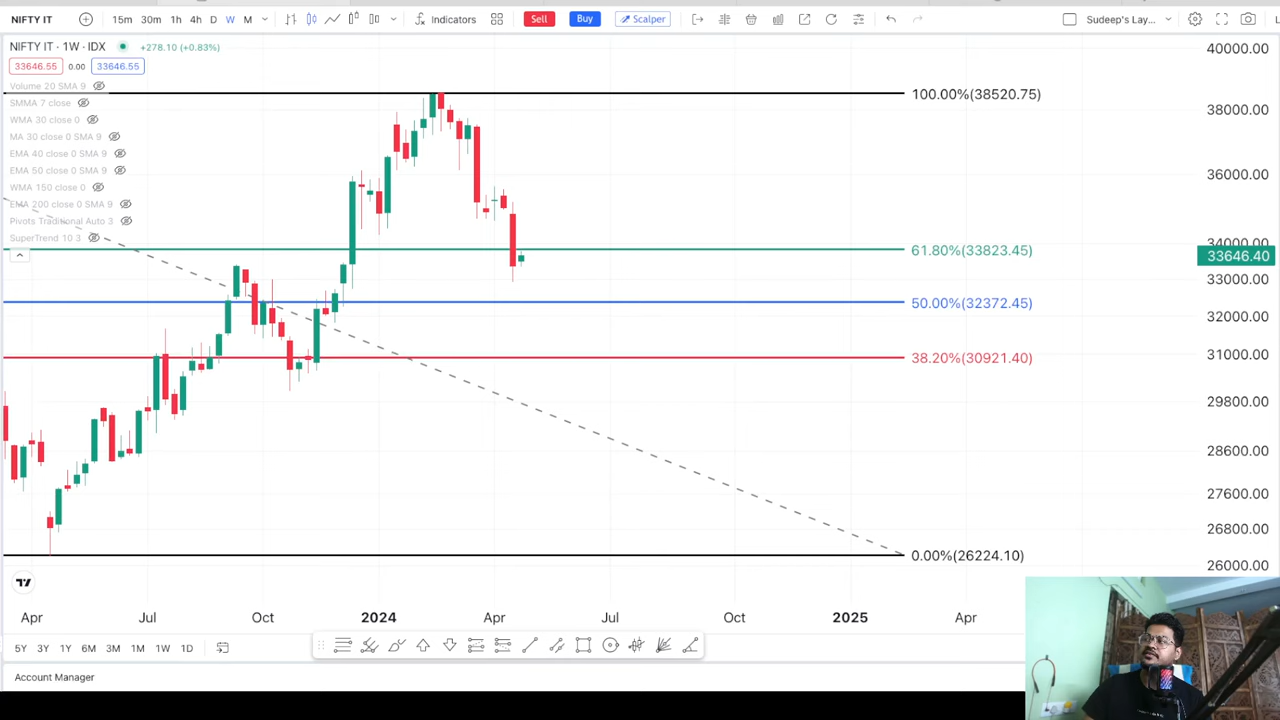 NIFTY IT 15m 30m 1h 4h D W M Indicators Sell Buy Scalper Sudeep's Lay...
NIFTY IT · 1W · IDX +278.10 (+0.83%)
33646.55 0.00 33646.55
Volume 20 SMA 9
SMMA 7 close
WMA 30 close 0
MA 30 close 0 SMA 9
EMA 40 close 0 SMA 9
EMA 50 close 0 SMA 9
WMA 150 close 0
EMA 200 close 0 SMA 9
Pivots Traditional Auto 3
SuperTrend 10 3
100.00%(38520.75)
61.80%(33823.45)
50.00%(32372.45)
38.20%(30921.40)
0.00%(26224.10)
40000.00
38000.00
36000.00
34000.00
33646.40
33000.00
32000.00
31000.00
29800.00
28600.00
27600.00
26800.00
26000.00
Apr Jul Oct 2024 Apr Jul Oct 2025 Apr
5Y 3Y 1Y 6M 3M 1M 1W 1D
Account Manager